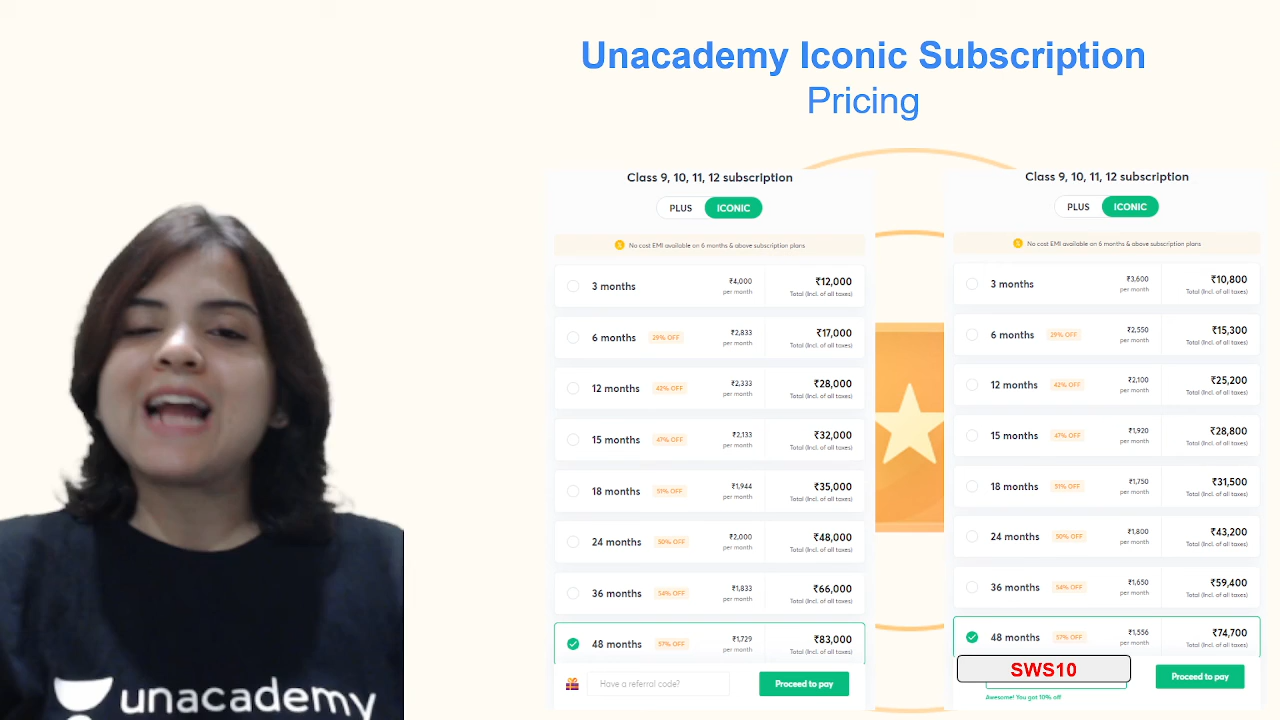 Unacademy Iconic Subscription
Pricing
Class 9, 10, 11, 12 subscription
PLUS ICONIC
No cost EMI available on 6 months & above subscription plans
3 months ₹4,000 per month ₹12,000 Total (Incl. of all taxes)
6 months 29% OFF ₹2,833 per month ₹17,000 Total (Incl. of all taxes)
12 months 42% OFF ₹2,333 per month ₹28,000 Total (Incl. of all taxes)
15 months 47% OFF ₹2,133 per month ₹32,000 Total (Incl. of all taxes)
18 months 51% OFF ₹1,944 per month ₹35,000 Total (Incl. of all taxes)
24 months 50% OFF ₹2,000 per month ₹48,000 Total (Incl. of all taxes)
36 months 54% OFF ₹1,833 per month ₹66,000 Total (Incl. of all taxes)
48 months 57% OFF ₹1,729 per month ₹83,000 Total (Incl. of all taxes)
Have a referral code? Proceed to pay
Class 9, 10, 11, 12 subscription
PLUS ICONIC
No cost EMI available on 6 months & above subscription plans
3 months ₹3,600 per month ₹10,800 Total (Incl. of all taxes)
6 months 29% OFF ₹2,550 per month ₹15,300 Total (Incl. of all taxes)
12 months 42% OFF ₹2,100 per month ₹25,200 Total (Incl. of all taxes)
15 months 47% OFF ₹1,920 per month ₹28,800 Total (Incl. of all taxes)
18 months 51% OFF ₹1,750 per month ₹31,500 Total (Incl. of all taxes)
24 months 50% OFF ₹1,800 per month ₹43,200 Total (Incl. of all taxes)
36 months 54% OFF ₹1,650 per month ₹59,400 Total (Incl. of all taxes)
48 months 57% OFF ₹1,556 per month ₹74,700 Total (Incl. of all taxes)
SWS10 Proceed to pay
Awesome! You got 10% off
unacademy